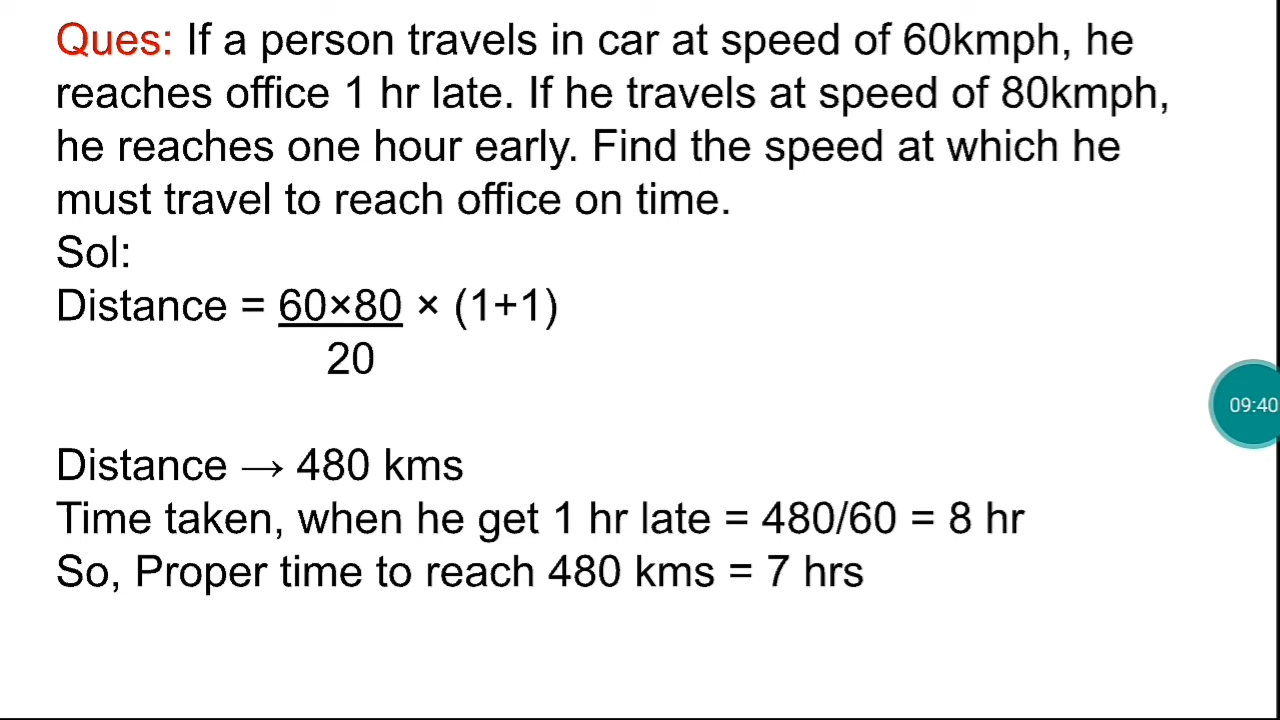 Ques: If a person travels in car at speed of 60kmph, he
reaches office 1 hr late. If he travels at speed of 80kmph,
he reaches one hour early. Find the speed at which he
must travel to reach office on time.
Sol:
Distance = 60×80 × (1+1)
20
Distance → 480 kms
Time taken, when he get 1 hr late = 480/60 = 8 hr
So, Proper time to reach 480 kms = 7 hrs
09:40